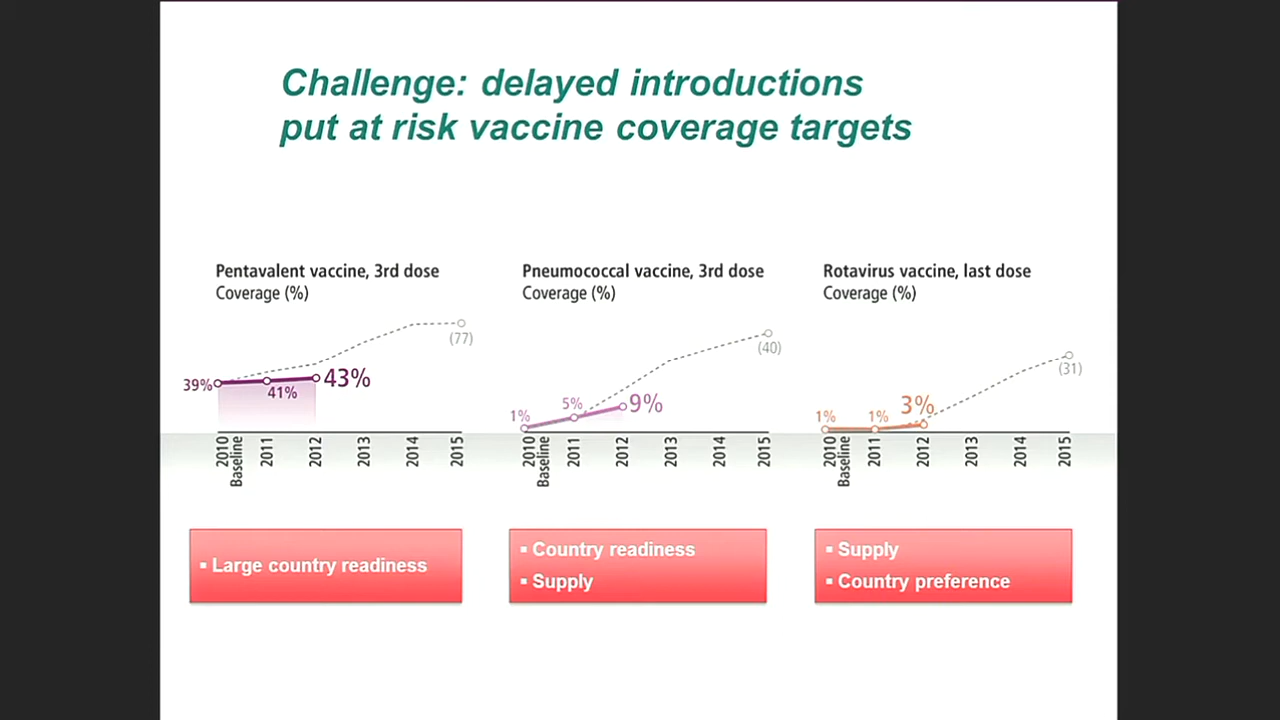 Challenge: delayed introductions
put at risk vaccine coverage targets
Pentavalent vaccine, 3rd dose
Coverage (%)
(77)
39%
41%
43%
2010
Baseline
2011
2012
2013
2014
2015
▪ Large country readiness
Pneumococcal vaccine, 3rd dose
Coverage (%)
(40)
1%
5%
9%
2010
Baseline
2011
2012
2013
2014
2015
▪ Country readiness
▪ Supply
Rotavirus vaccine, last dose
Coverage (%)
(31)
1%
1%
3%
2010
Baseline
2011
2012
2013
2014
2015
▪ Supply
▪ Country preference